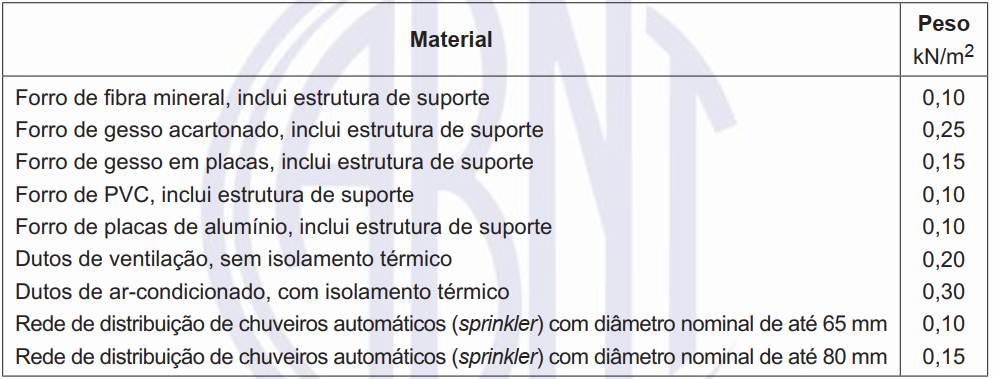 Material
Peso
kN/m²
Forro de fibra mineral, inclui estrutura de suporte 0,10
Forro de gesso acartonado, inclui estrutura de suporte 0,25
Forro de gesso em placas, inclui estrutura de suporte 0,15
Forro de PVC, inclui estrutura de suporte 0,10
Forro de placas de alumínio, inclui estrutura de suporte 0,10
Dutos de ventilação, sem isolamento térmico 0,20
Dutos de ar-condicionado, com isolamento térmico 0,30
Rede de distribuição de chuveiros automáticos (sprinkler) com diâmetro nominal de até 65 mm 0,10
Rede de distribuição de chuveiros automáticos (sprinkler) com diâmetro nominal de até 80 mm 0,15
ABNT